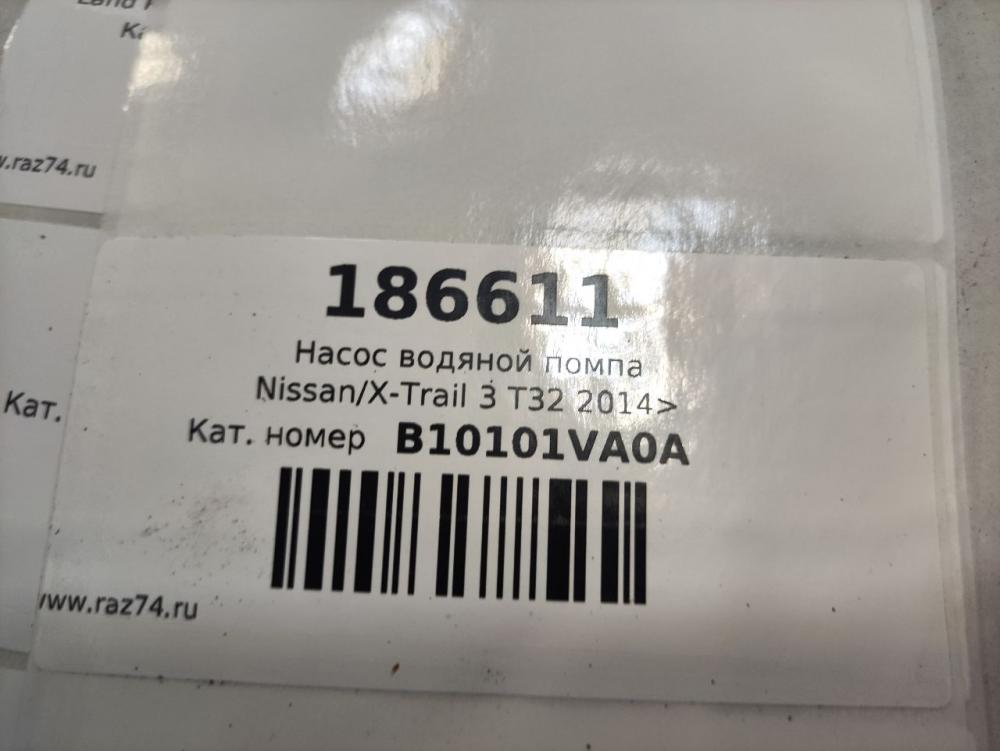 Land
www.raz74.ru
186611
Насос водяной помпа
Nissan/X-Trail 3 T32 2014>
Кат. номер B10101VA0A
Кат.
www.raz74.ru